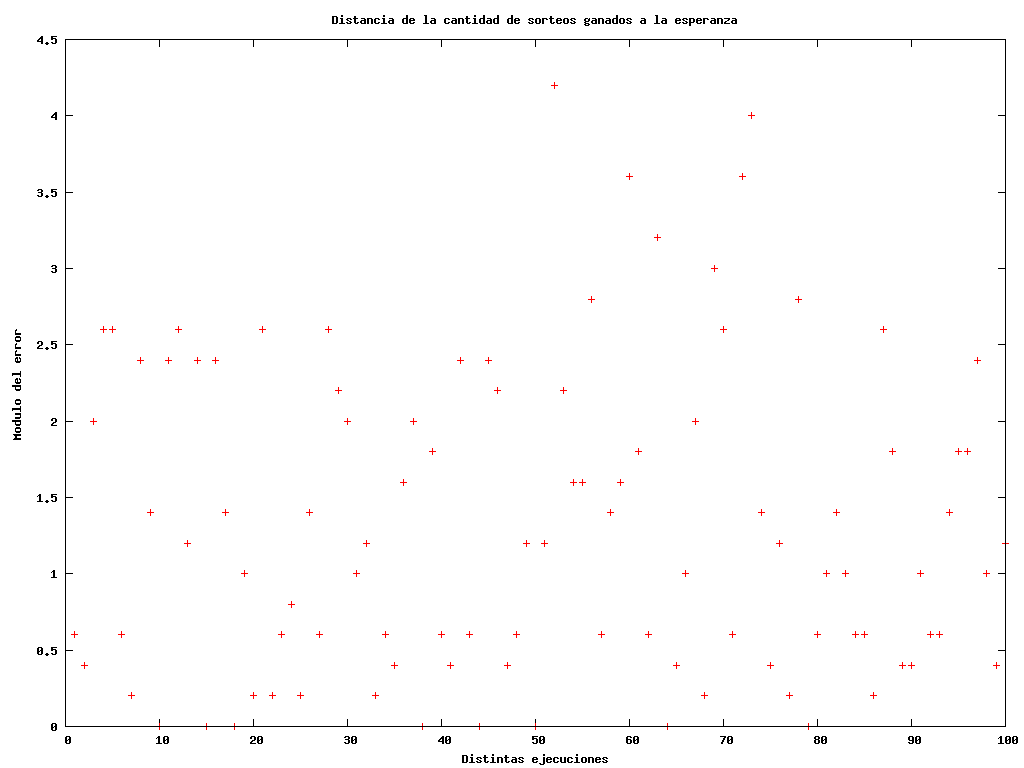 Distancia de la cantidad de sorteos ganados a la esperanza
4.5
4
3.5
3
2.5
2
1.5
1
0.5
0
Modulo del error
0 10 20 30 40 50 60 70 80 90 100
Distintas ejecuciones